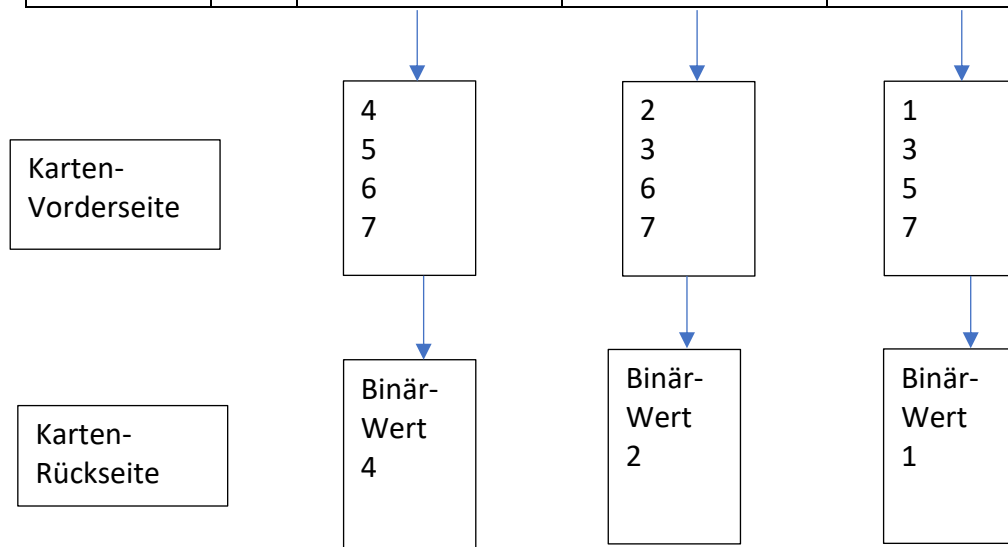 Karten-
Vorderseite
4
5
6
7
2
3
6
7
1
3
5
7
Karten-
Rückseite
Binär-
Wert
4
Binär-
Wert
2
Binär-
Wert
1